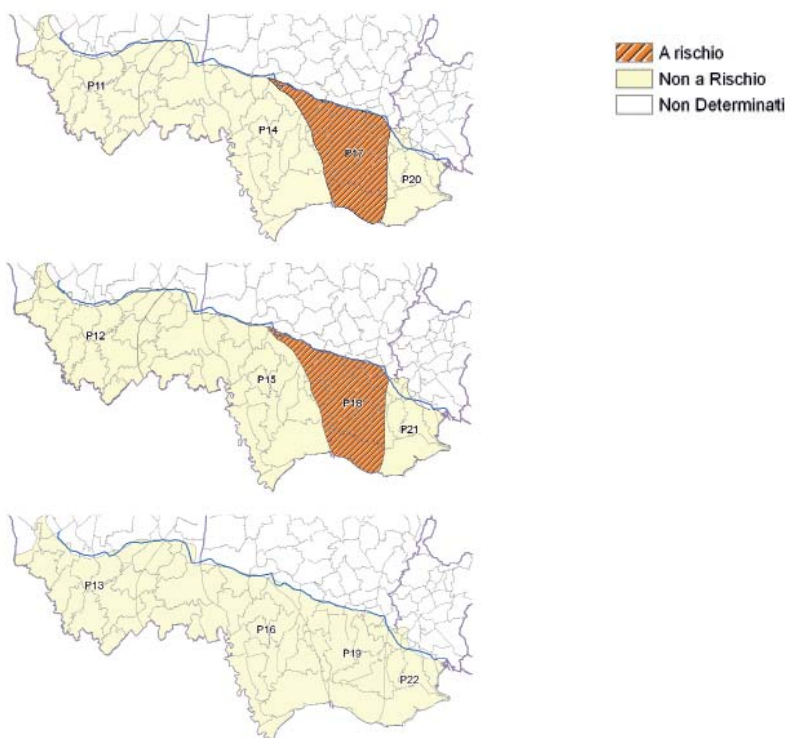 A rischio
Non a Rischio
Non Determinati
P11
P14
P17
P20
P12
P15
P18
P21
P13
P16
P19
P22